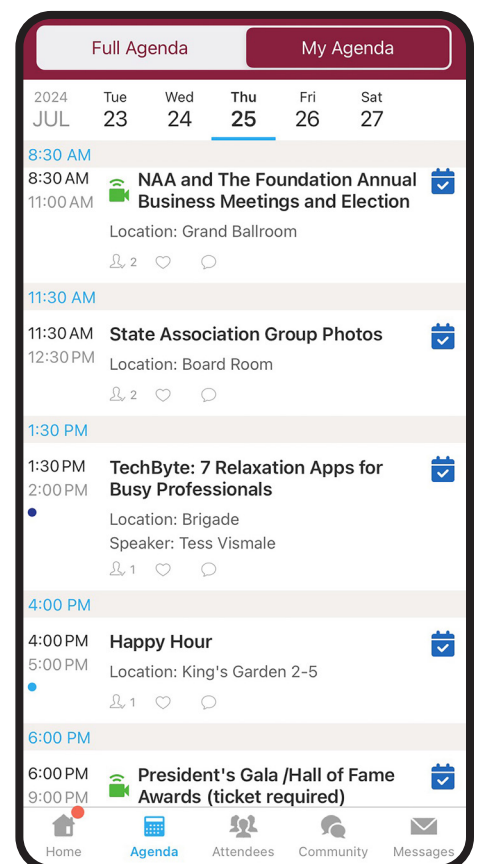 Full Agenda
My Agenda
2024
JUL
Tue
23
Wed
24
Thu
25
Fri
26
Sat
27
8:30 AM
8:30 AM
11:00 AM
NAA and The Foundation Annual
Business Meetings and Election
Location: Grand Ballroom
2
11:30 AM
11:30 AM
12:30 PM
State Association Group Photos
Location: Board Room
2
1:30 PM
1:30 PM
2:00 PM
TechByte: 7 Relaxation Apps for
Busy Professionals
Location: Brigade
Speaker: Tess Vismale
1
4:00 PM
4:00 PM
5:00 PM
Happy Hour
Location: King's Garden 2-5
1
6:00 PM
6:00 PM
9:00 PM
President's Gala /Hall of Fame
Awards (ticket required)
Home
Agenda
Attendees
Community
Messages